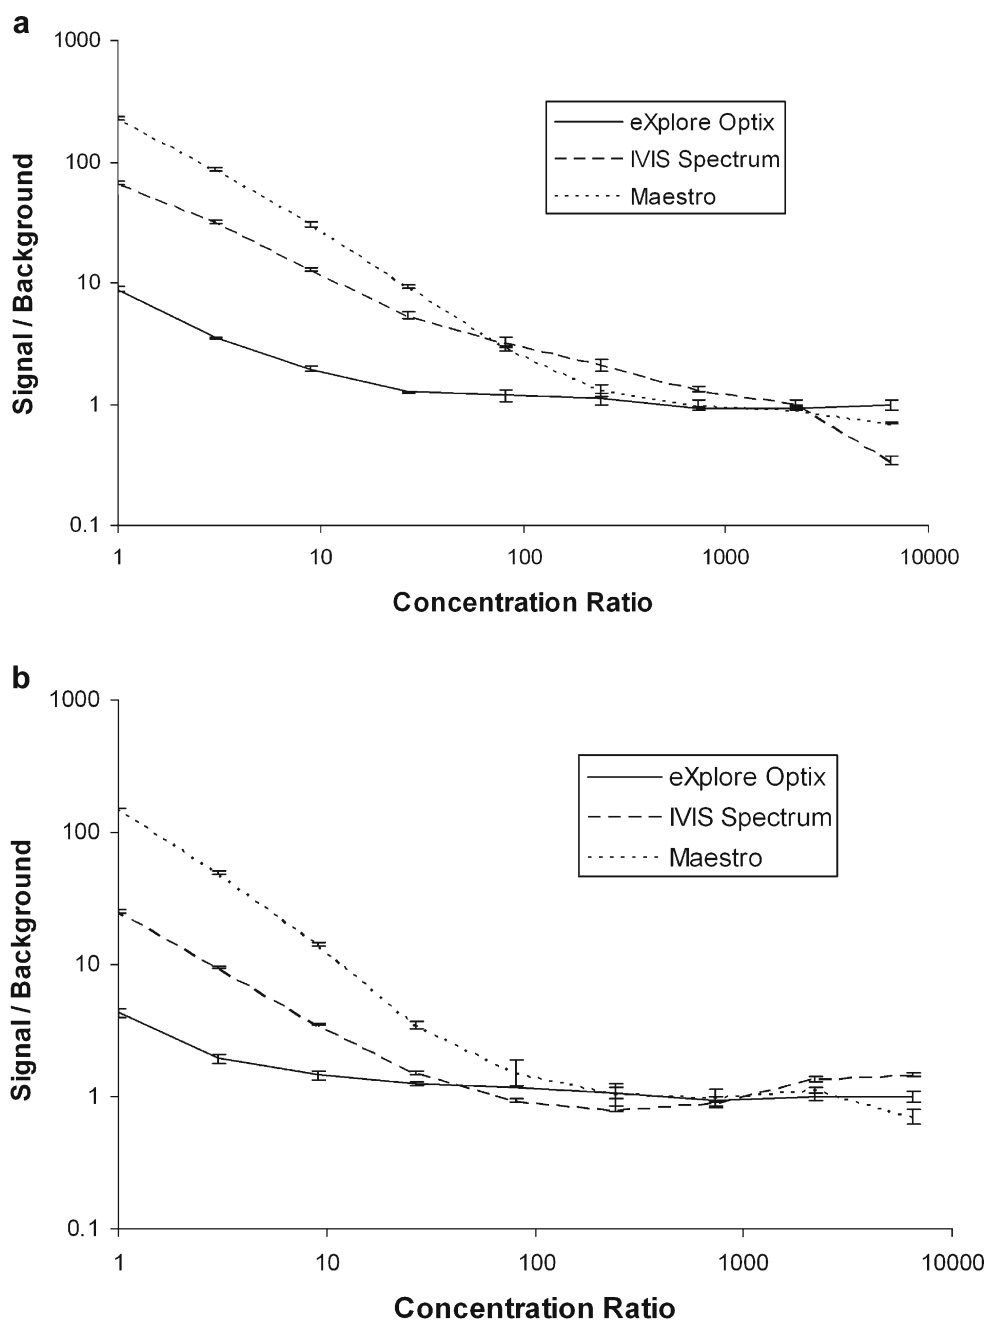 a
1000
100
10
1
0.1
Signal / Background
eXplore Optix
IVIS Spectrum
Maestro
1
10
100
1000
10000
Concentration Ratio
b
1000
100
10
1
0.1
Signal / Background
eXplore Optix
IVIS Spectrum
Maestro
1
10
100
1000
10000
Concentration Ratio